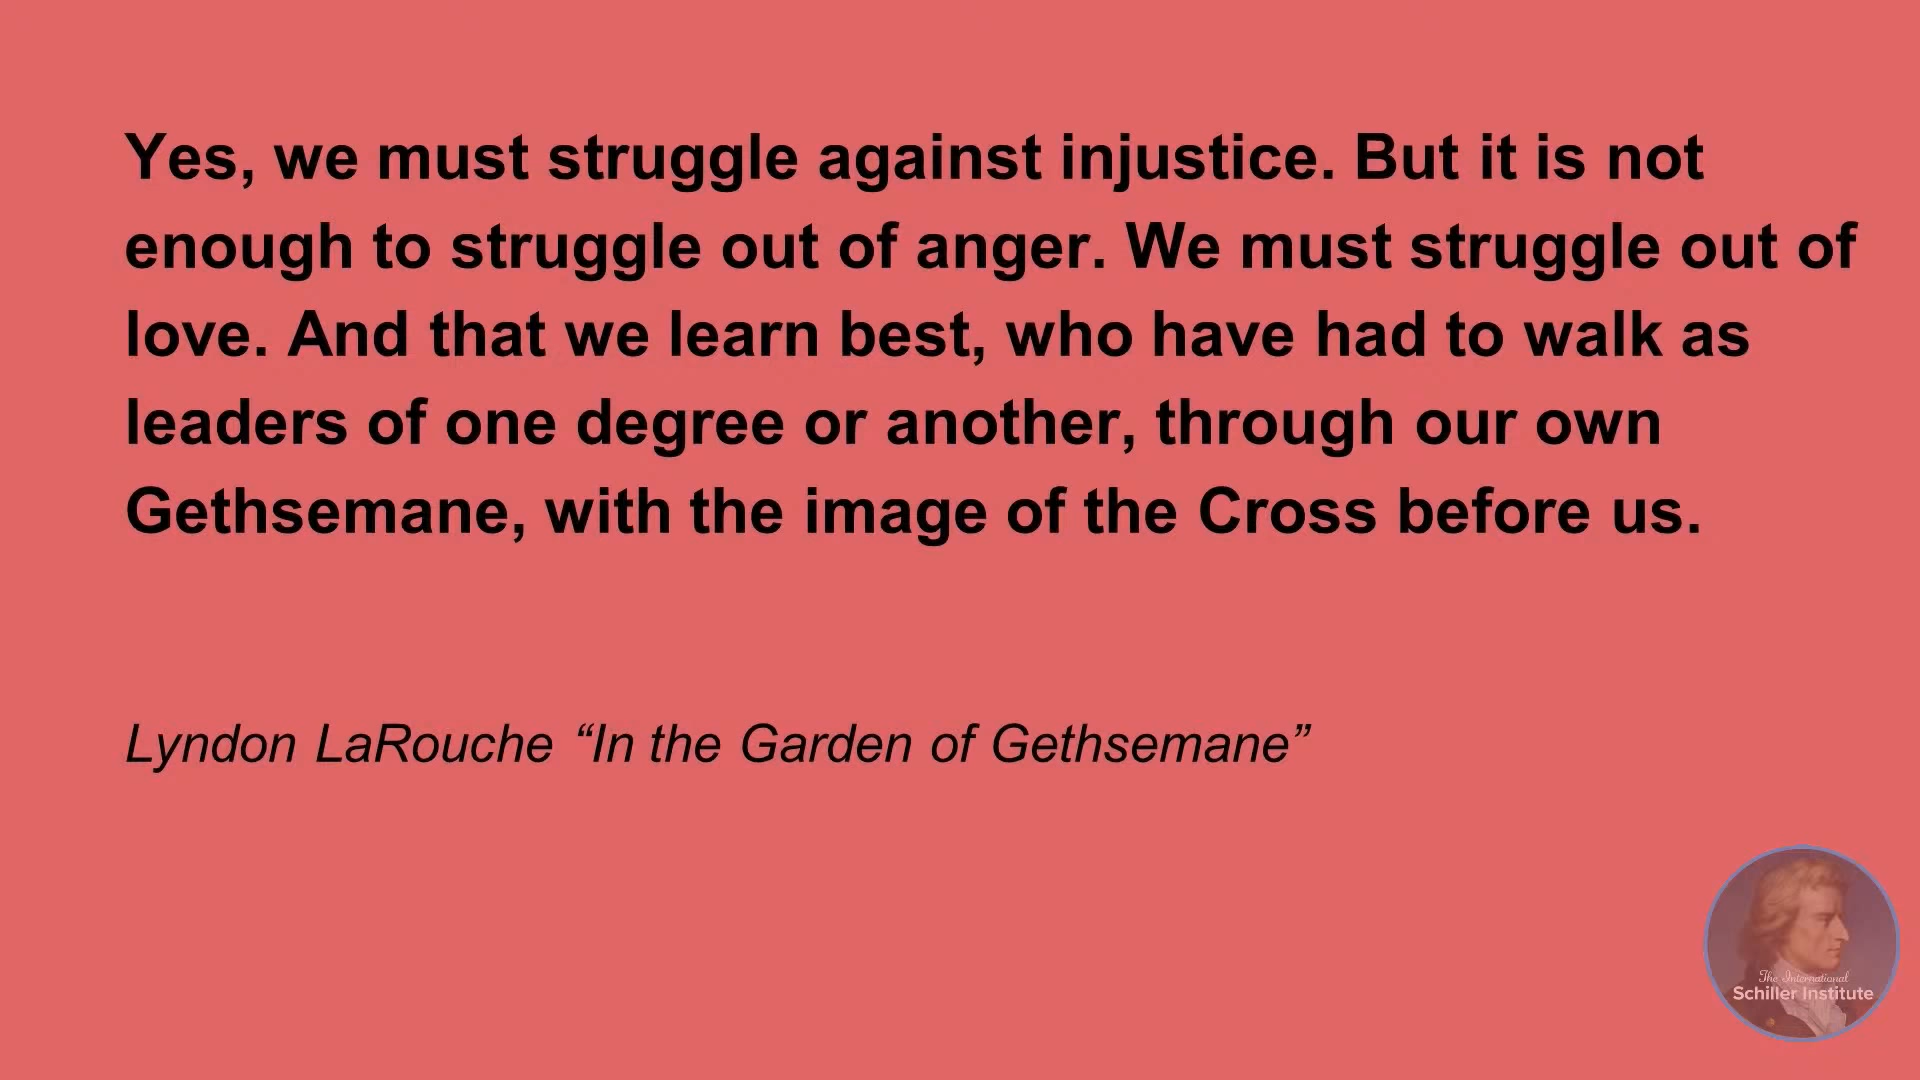 Yes, we must struggle against injustice. But it is not
enough to struggle out of anger. We must struggle out of
love. And that we learn best, who have had to walk as
leaders of one degree or another, through our own
Gethsemane, with the image of the Cross before us.
Lyndon LaRouche “In the Garden of Gethsemane”
The International
Schiller Institute